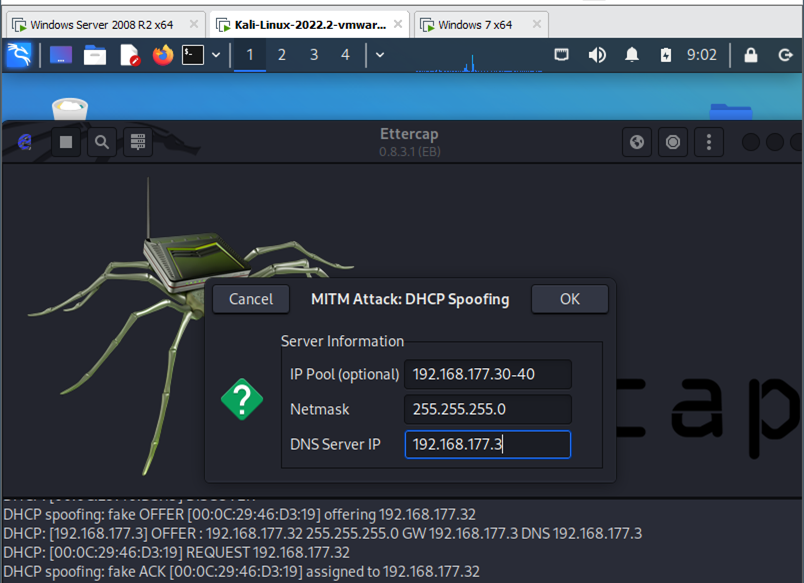 Windows Server 2008 R2 x64 × Kali-Linux-2022.2-vmwar... × Windows 7 x64 ×
1 2 3 4 9:02
Ettercap
0.8.3.1 (EB)
Cancel MITM Attack: DHCP Spoofing OK
Server Information
IP Pool (optional) 192.168.177.30-40
Netmask 255.255.255.0
DNS Server IP 192.168.177.3
cap
DHCP spoofing: fake OFFER [00:0C:29:46:D3:19] offering 192.168.177.32
DHCP: [192.168.177.3] OFFER : 192.168.177.32 255.255.255.0 GW 192.168.177.3 DNS 192.168.177.3
DHCP: [00:0C:29:46:D3:19] REQUEST 192.168.177.32
DHCP spoofing: fake ACK [00:0C:29:46:D3:19] assigned to 192.168.177.32